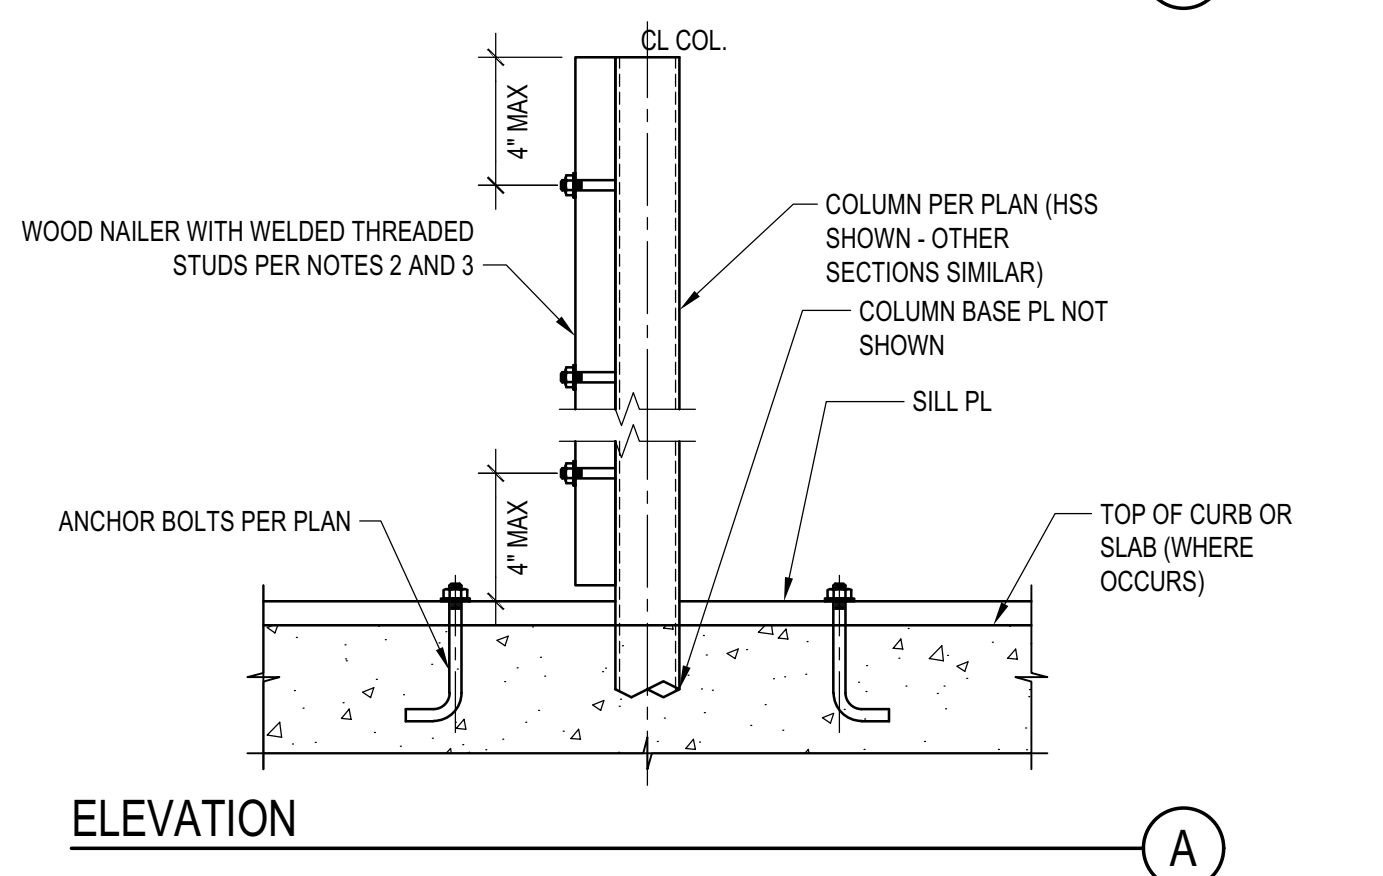 CL COL.
4" MAX
WOOD NAILER WITH WELDED THREADED
STUDS PER NOTES 2 AND 3
COLUMN PER PLAN (HSS
SHOWN - OTHER
SECTIONS SIMILAR)
COLUMN BASE PL NOT
SHOWN
SILL PL
ANCHOR BOLTS PER PLAN
4" MAX
TOP OF CURB OR
SLAB (WHERE
OCCURS)
ELEVATION
A